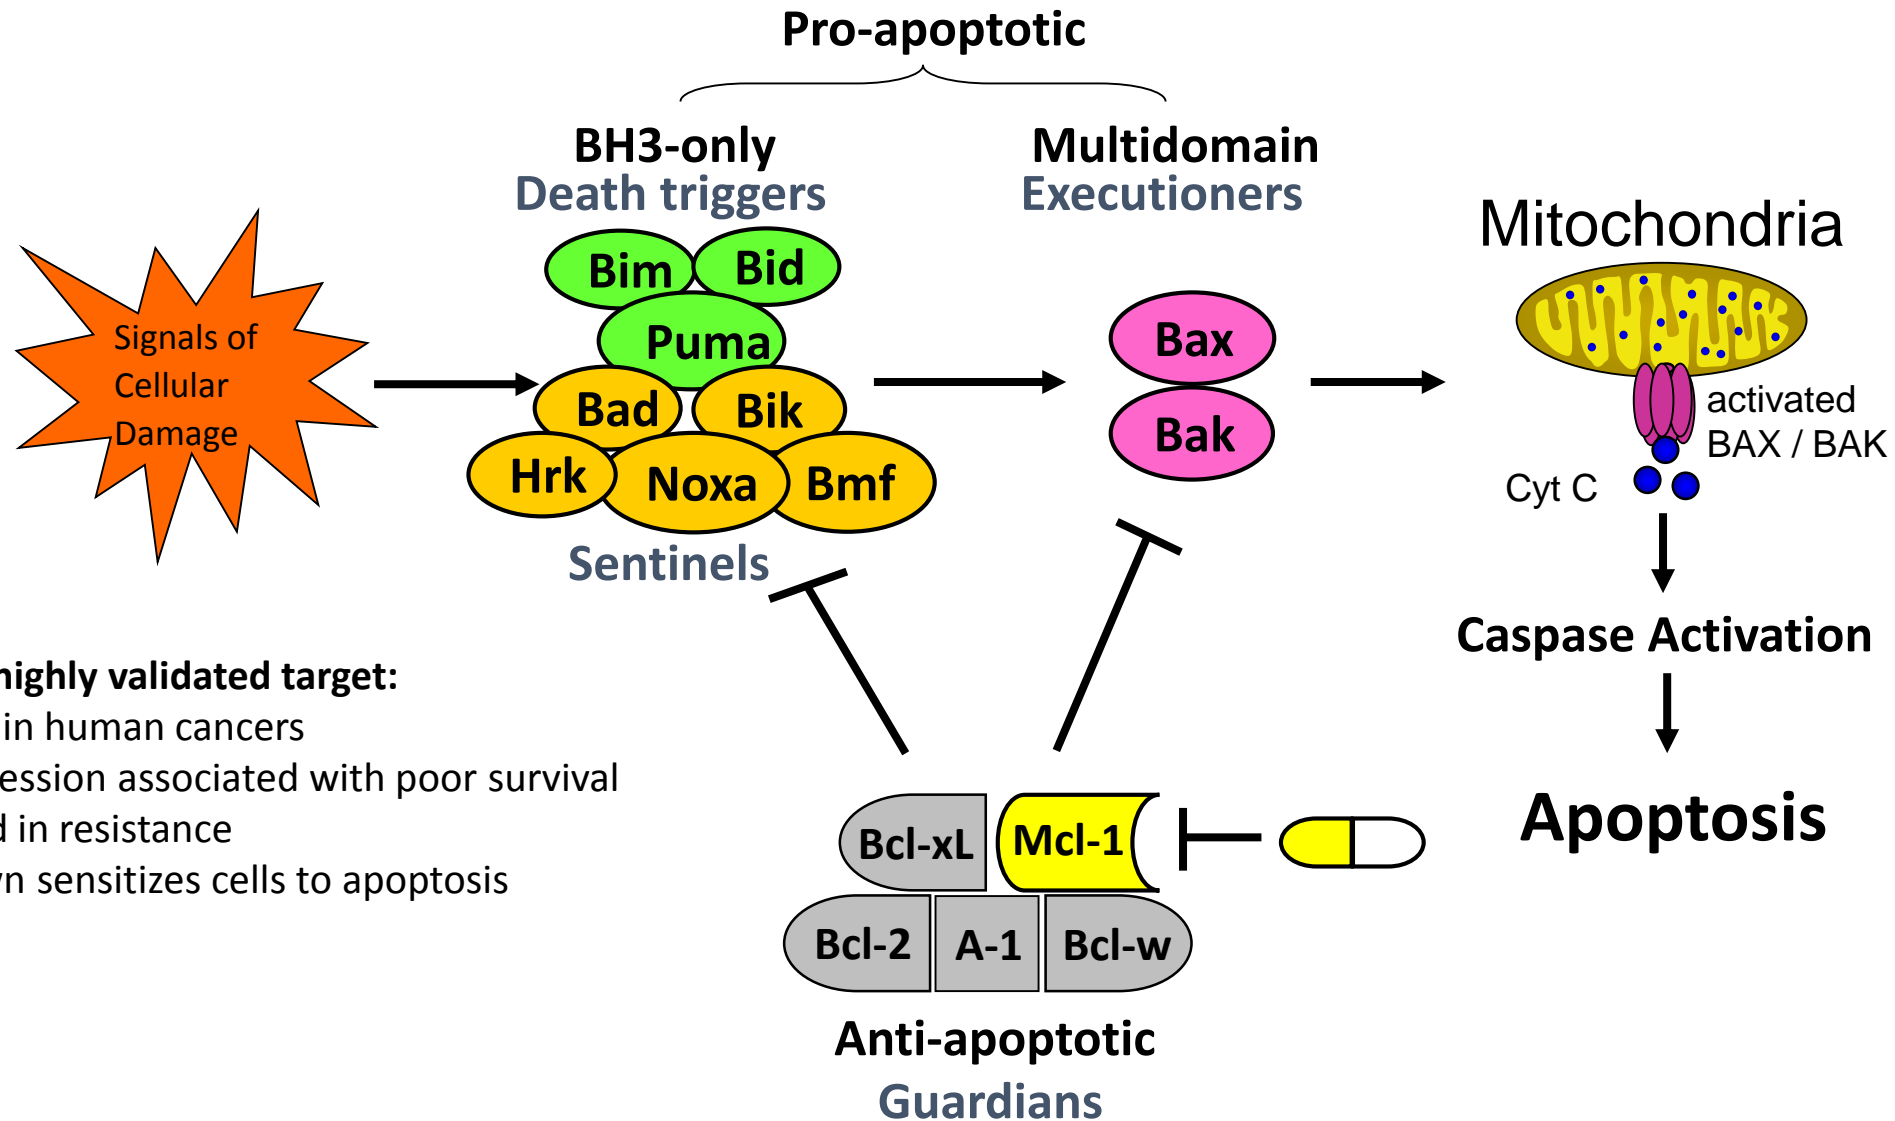 Pro-apoptotic
BH3-only
Death triggers
Multidomain
Executioners
Mitochondria
Signals of
Cellular
Damage
Bim
Bid
Puma
Bad
Bik
Hrk
Noxa
Bmf
Sentinels
Bax
Bak
activated
BAX / BAK
Cyt C
Caspase Activation
Apoptosis
highly validated target:
in human cancers
associated with poor survival
in resistance
sensitizes cells to apoptosis
Bcl-xL
Mcl-1
Bcl-2
A-1
Bcl-w
Anti-apoptotic
Guardians